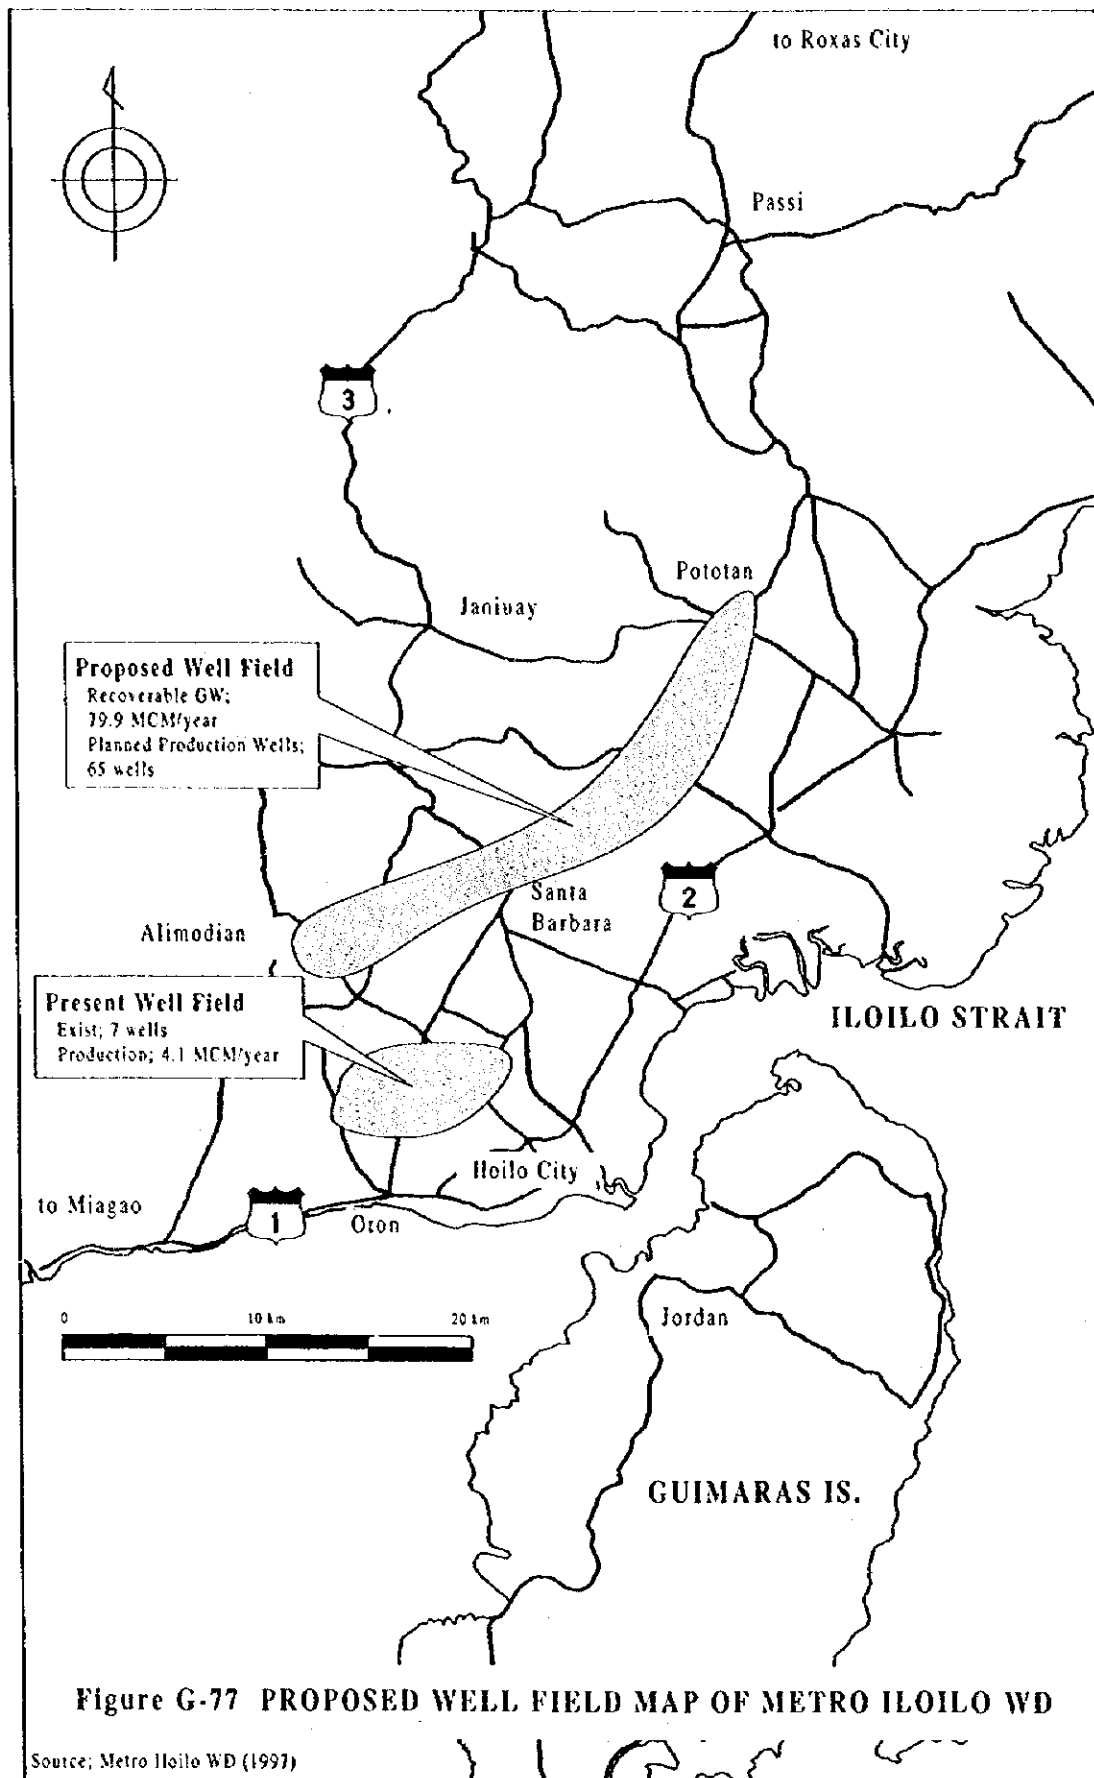 to Roxas City
Passi
3
Pototan
Janiuay
Proposed Well Field
Recoverable GW;
79.9 MCM/year
Planned Production Wells;
65 wells
Santa
Barbara
2
Alimodian
Present Well Field
Exist; 7 wells
Production; 4.1 MCM/year
ILOILO STRAIT
Iloilo City
to Miagao
1
Oton
0 10 km 20 km
Jordan
GUIMARAS IS.
Figure G-77 PROPOSED WELL FIELD MAP OF METRO ILOILO WD
Source; Metro Iloilo WD (1997)